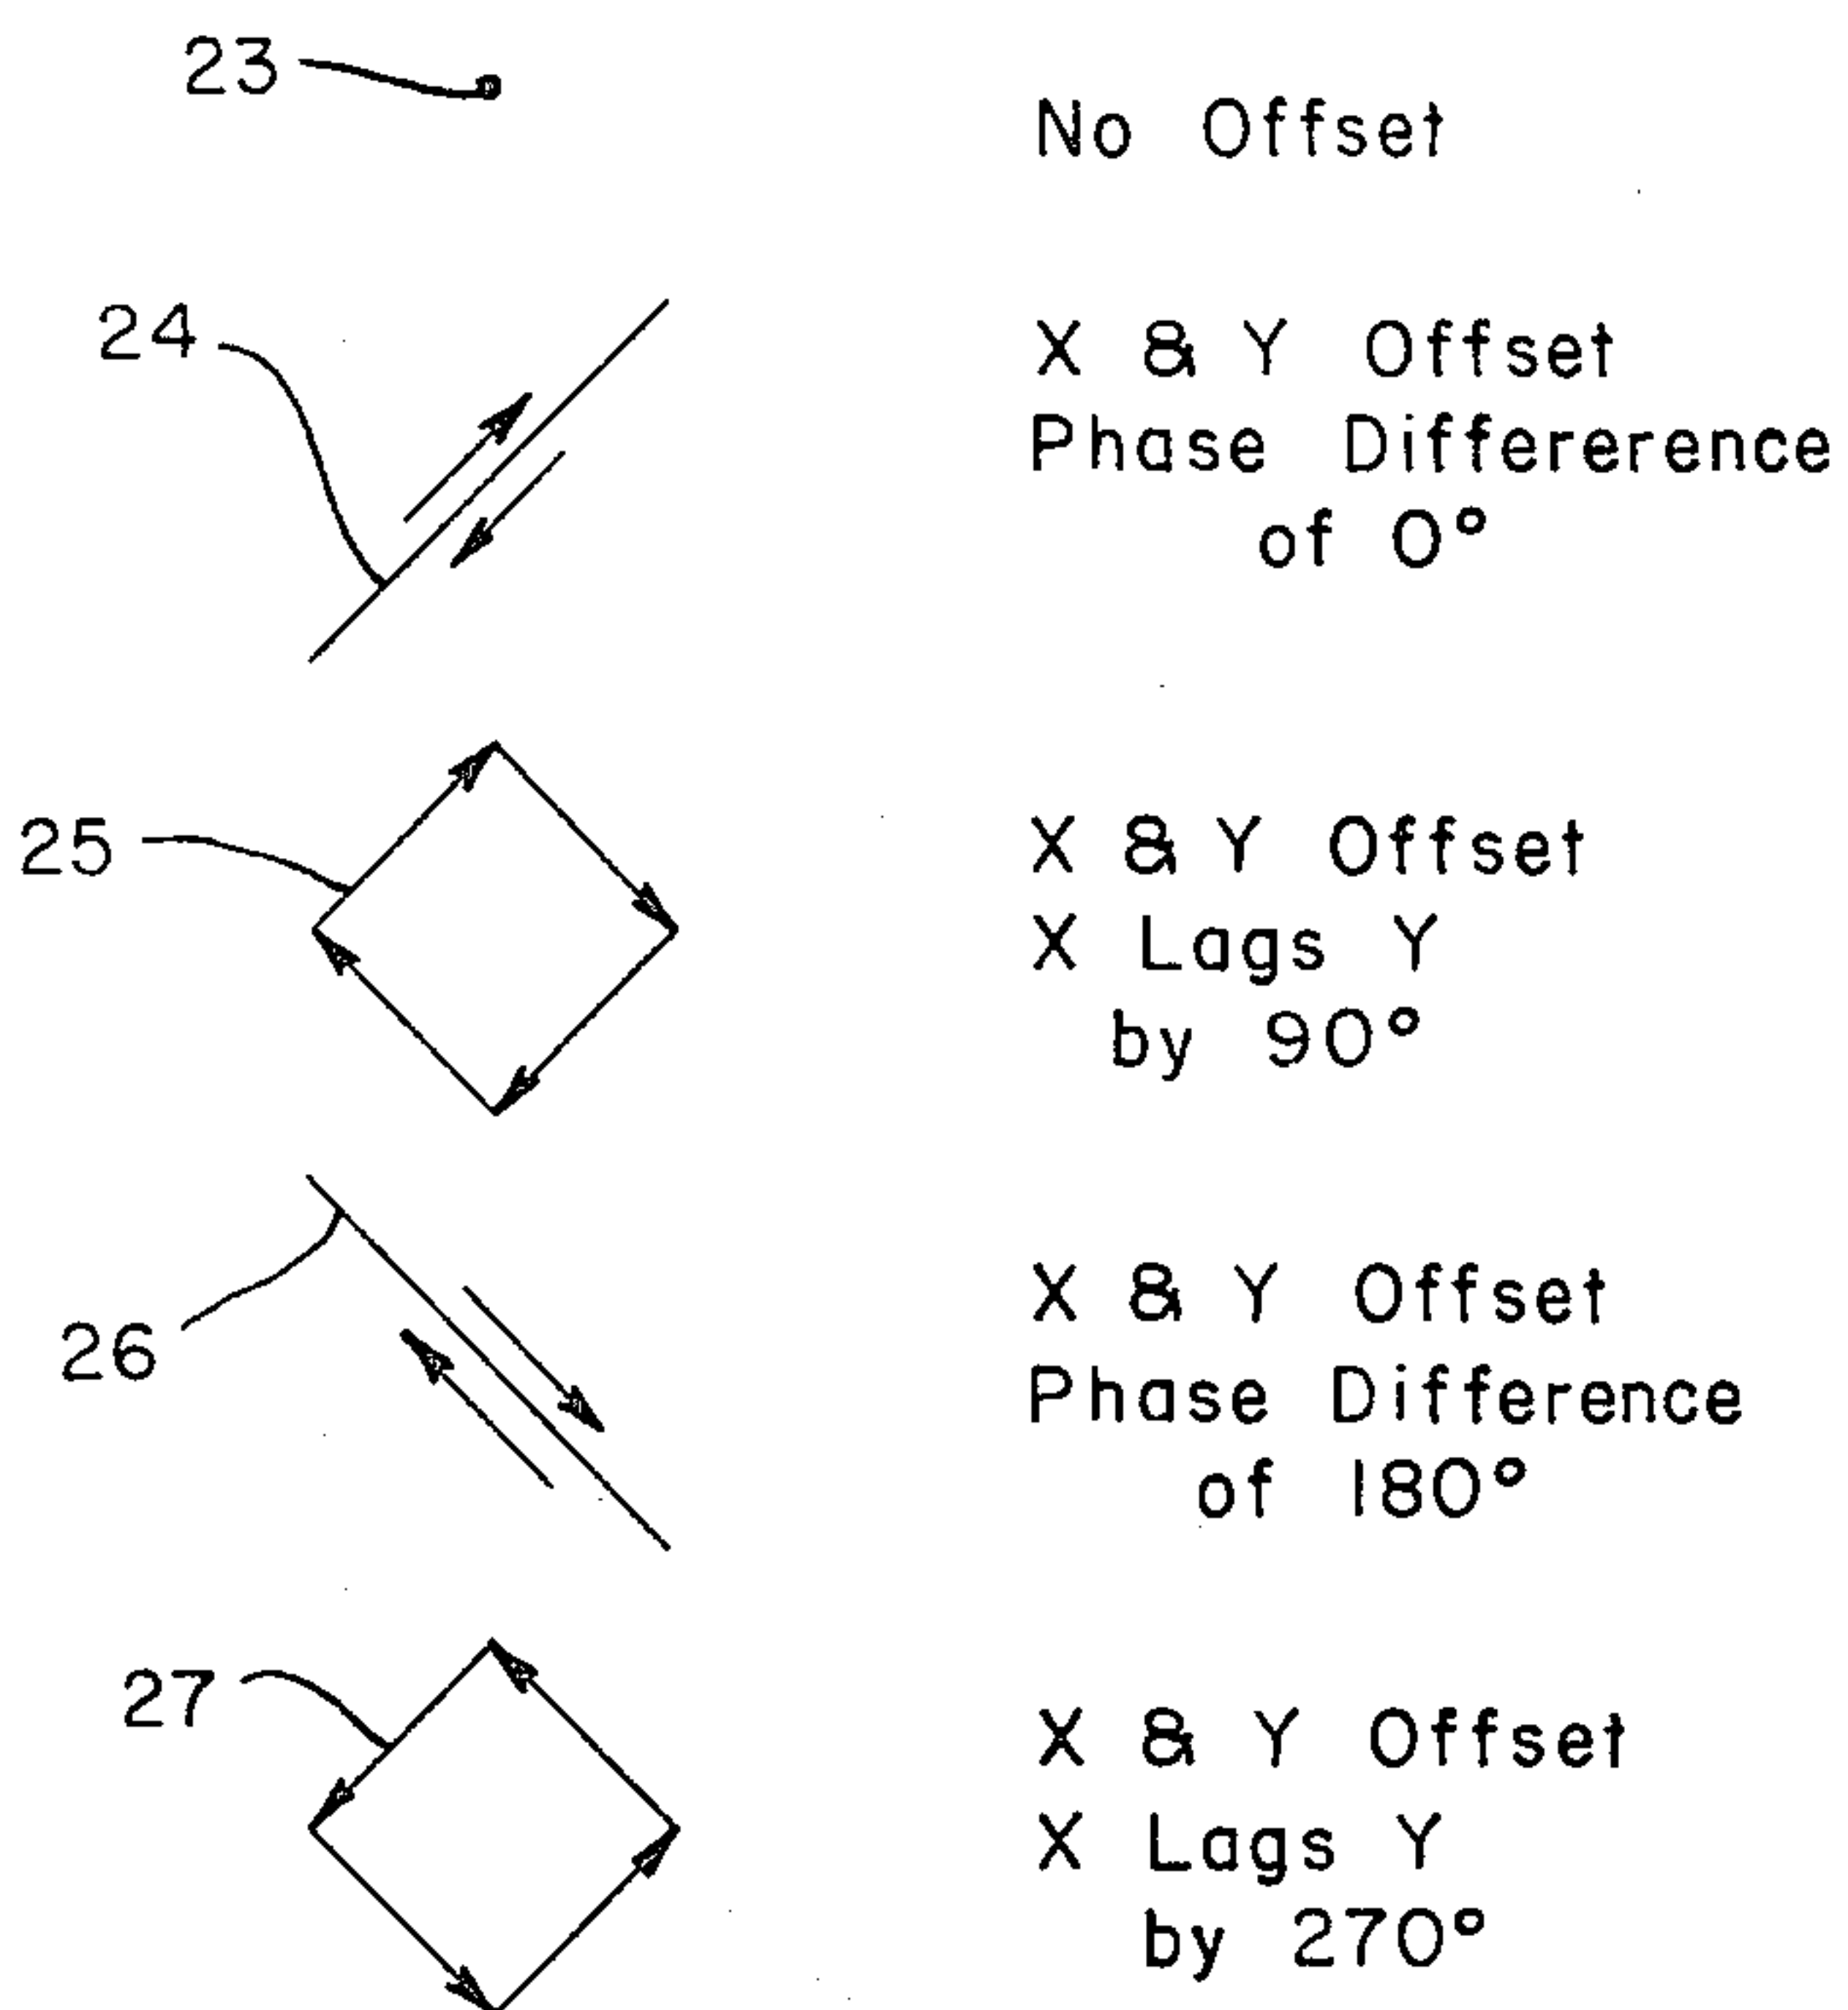 23
No Offset
24
X & Y Offset
Phase Differerence
of 0°
25
X & Y Offset
X Lags Y
by 90°
26
X & Y Offset
Phase Difference
of 180°
27
X & Y Offset
X Lags Y
by 270°